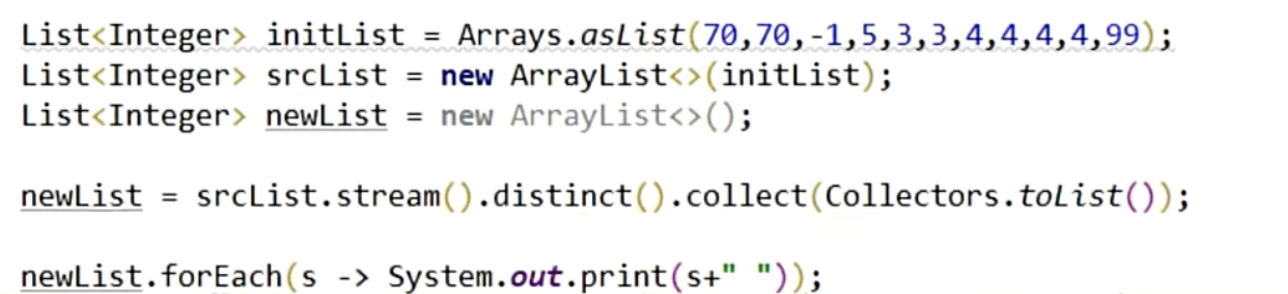 List<Integer> initList = Arrays.asList(70,70,-1,5,3,3,4,4,4,4,99);
List<Integer> srcList = new ArrayList<>(initList);
List<Integer> newList = new ArrayList<>();
newList = srcList.stream().distinct().collect(Collectors.toList());
newList.forEach(s -> System.out.print(s+" "));